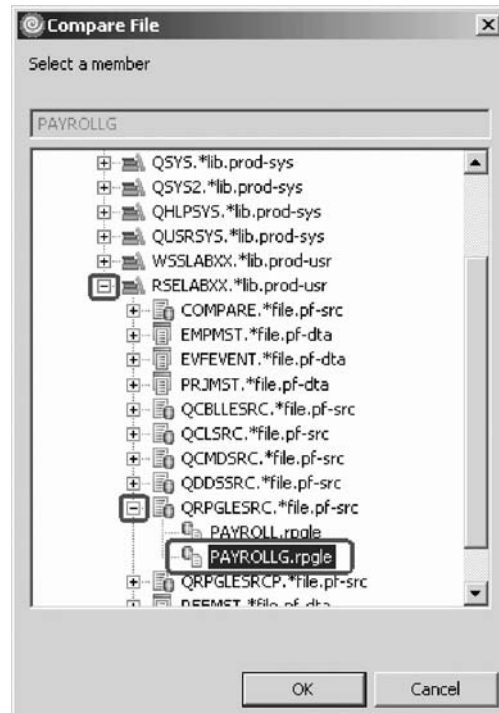 Compare File
Select a member
PAYROLLG
QSYS.*lib.prod-sys
QSYS2.*lib.prod-sys
QHLPSYS.*lib.prod-sys
QUSRSYS.*lib.prod-sys
WSSLABXX.*lib.prod-usr
RSELABXX.*lib.prod-usr
COMPARE.*file.pf-src
EMPMST.*file.pf-dta
EVFEVENT.*file.pf-dta
PRJMST.*file.pf-dta
QCBLLESRC.*file.pf-src
QCLSRC.*file.pf-src
QCMDSRC.*file.pf-src
QDDSSRC.*file.pf-src
QRPGLESRC.*file.pf-src
PAYROLL.rpgle
PAYROLLG.rpgle
QRPGLESRCP.*file.pf-src
*file.pf-dta
OK Cancel